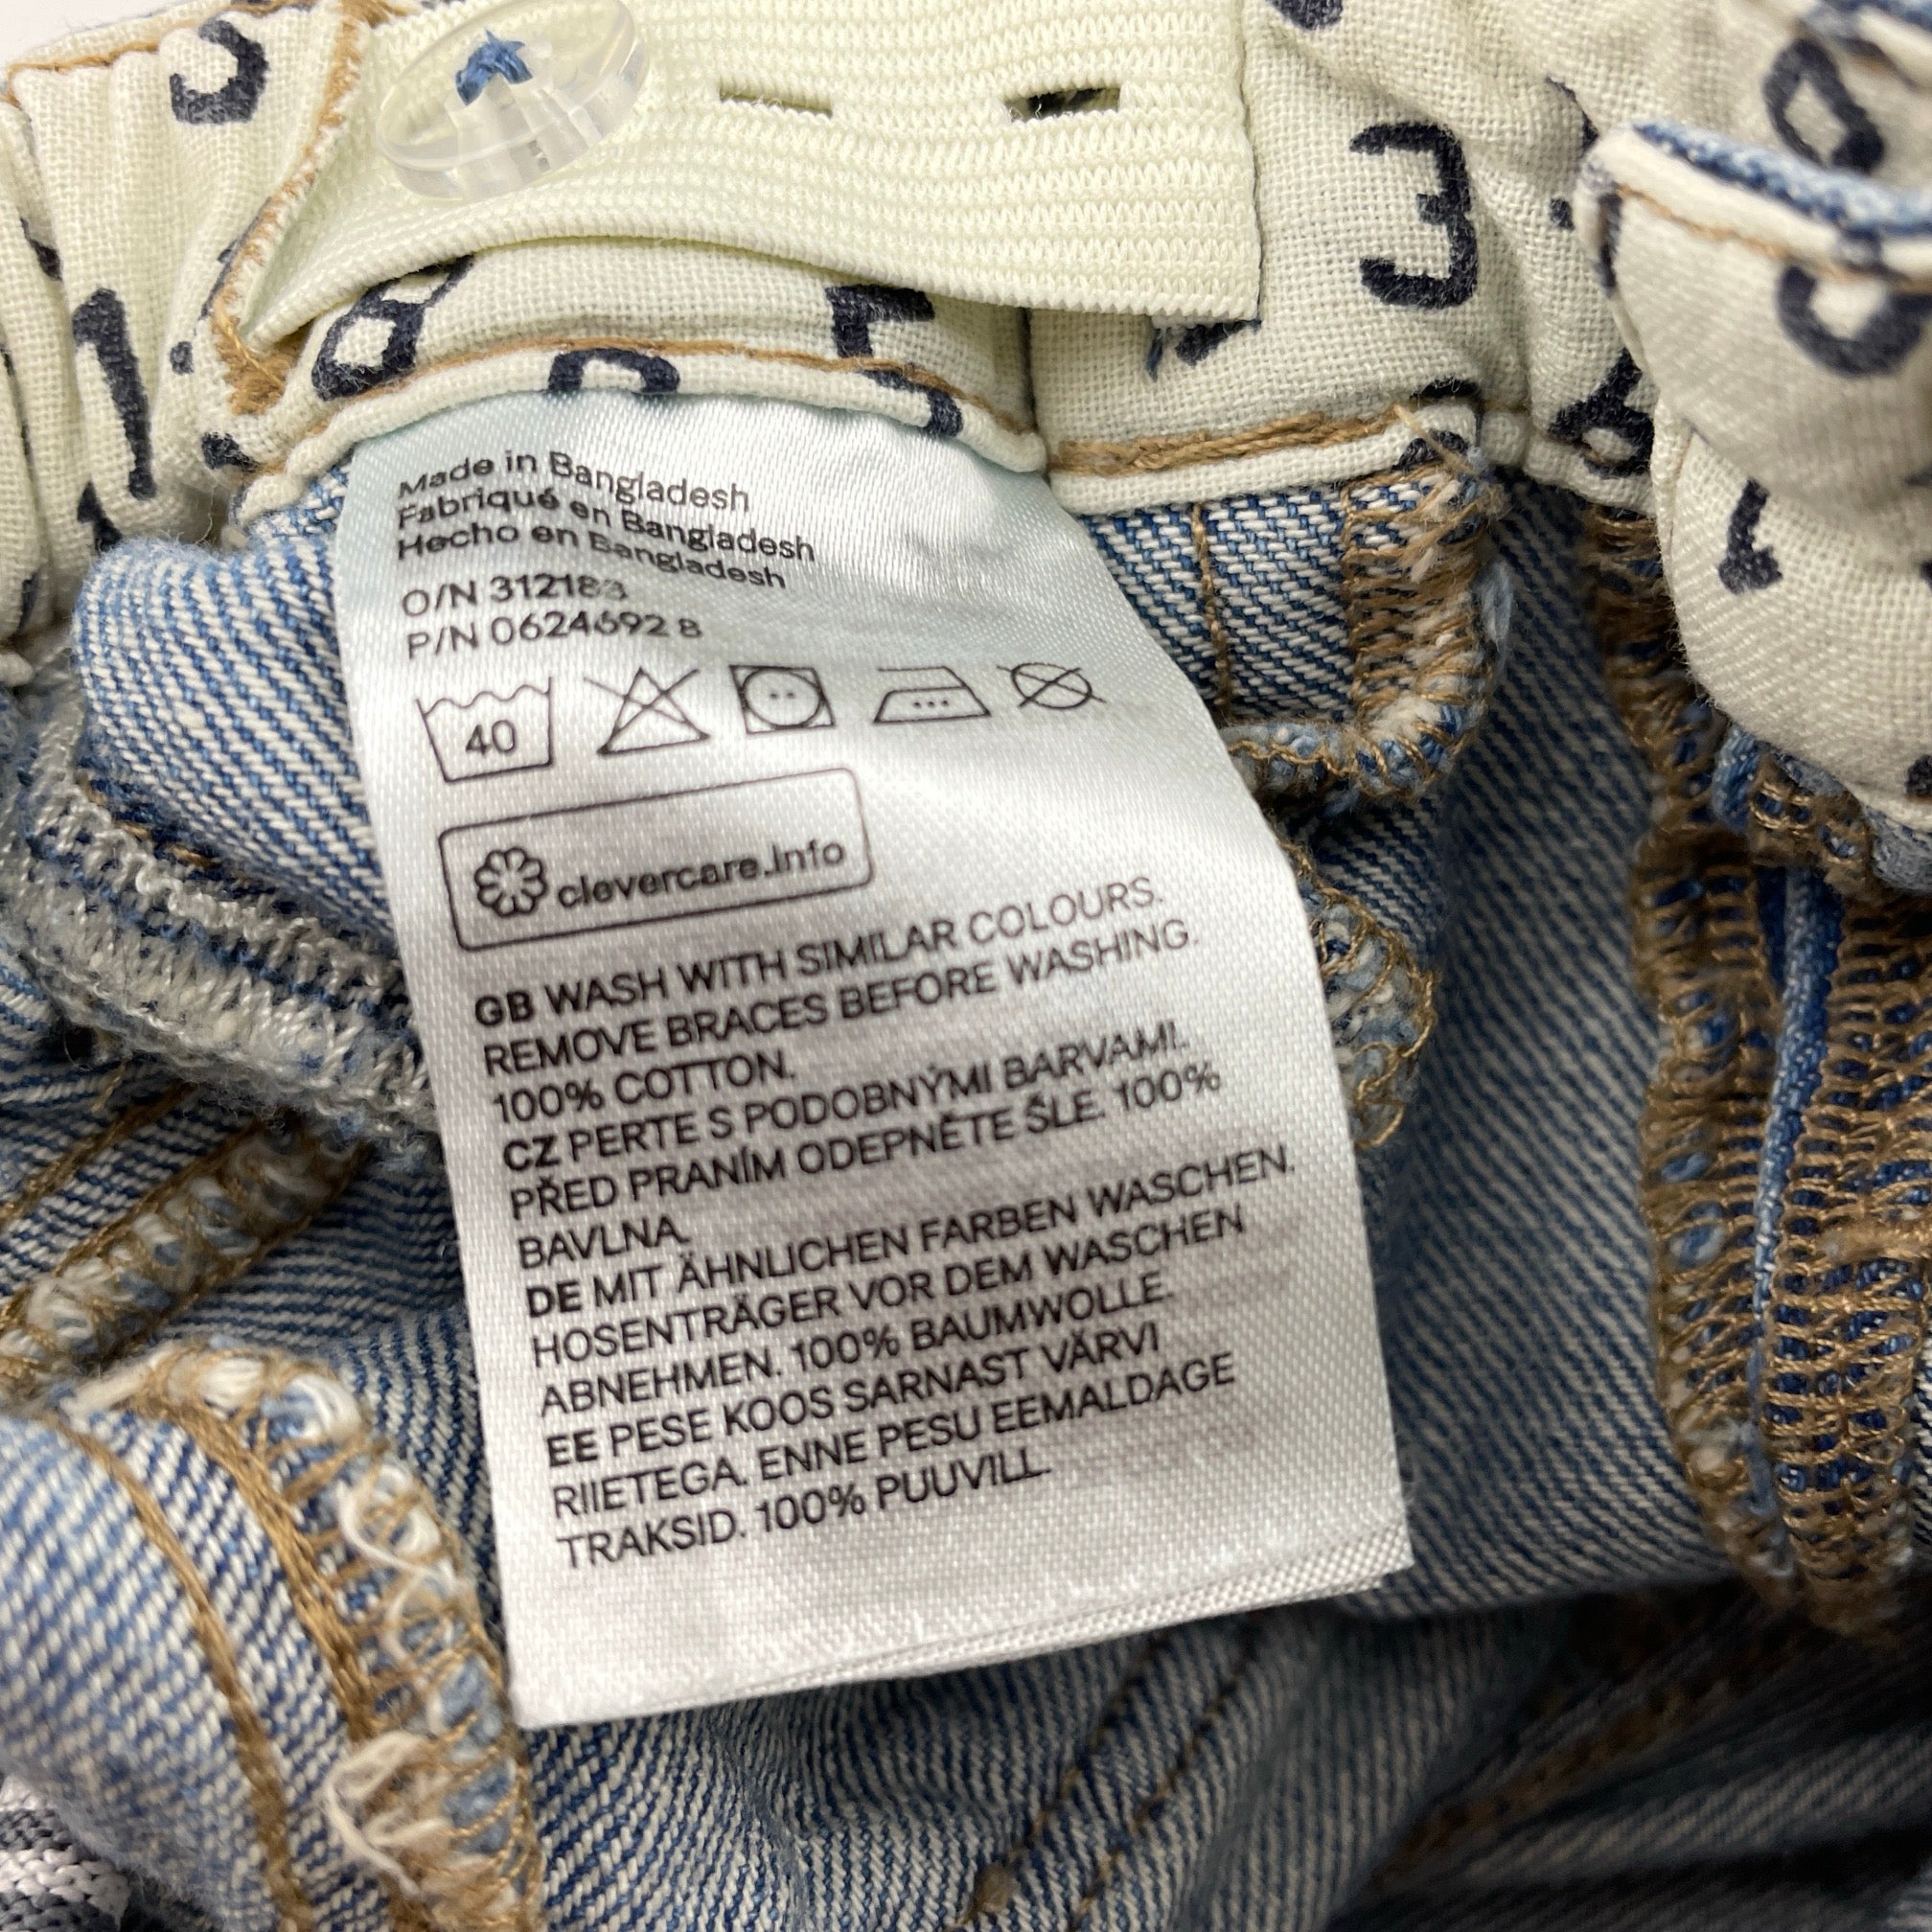 Made in Bangladesh
Fabriqué en Bangladesh
Hecho en Bangladesh
O/N 312183
P/N 0624692 8
40
clevercare.info
GB WASH WITH SIMILAR COLOURS.
REMOVE BRACES BEFORE WASHING.
100% COTTON.
CZ PERTE S PODOBNÝMI BARVAMI.
PŘED PRANÍM ODEPNĚTE ŠLE. 100%
BAVLNA.
DE MIT ÄHNLICHEN FARBEN WASCHEN.
HOSENTRÄGER VOR DEM WASCHEN
ABNEHMEN. 100% BAUMWOLLE.
EE PESE KOOS SARNAST VÄRVI
RIIETEGA. ENNE PESU EEMALDAGE
TRAKSID. 100% PUUVILL.